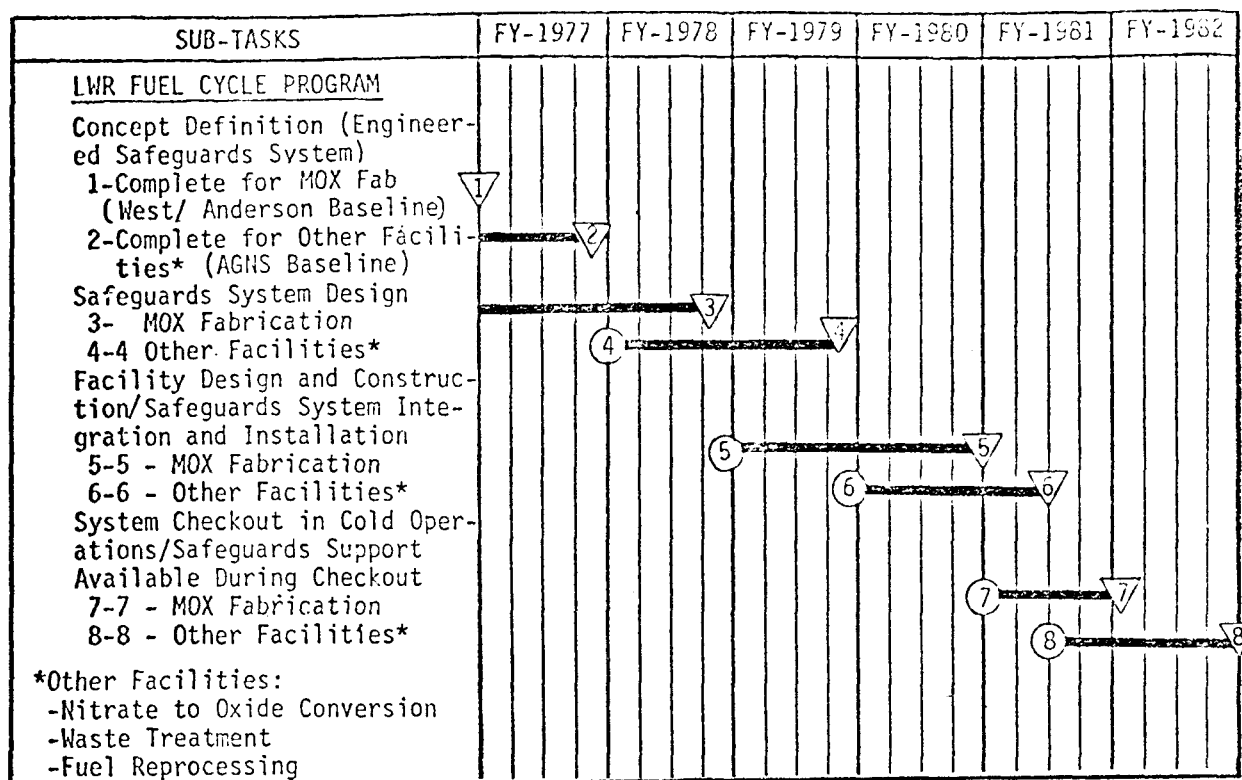 SUB-TASKS FY-1977 FY-1978 FY-1979 FY-1980 FY-1981 FY-1982
LWR FUEL CYCLE PROGRAM
Concept Definition (Engineer-
ed Safeguards System)
1-Complete for MOX Fab 1
(West/ Anderson Baseline)
2-Complete for Other Facili- 2
ties* (AGNS Baseline)
Safeguards System Design
3- MOX Fabrication 3
4-4 Other Facilities* 4 4
Facility Design and Construc-
tion/Safeguards System Inte-
gration and Installation
5-5 - MOX Fabrication 5 5
6-6 - Other Facilities* 6 6
System Checkout in Cold Oper-
ations/Safeguards Support
Available During Checkout
7-7 - MOX Fabrication 7 7
8-8 - Other Facilities* 8 8
*Other Facilities:
-Nitrate to Oxide Conversion
-Waste Treatment
-Fuel Reprocessing